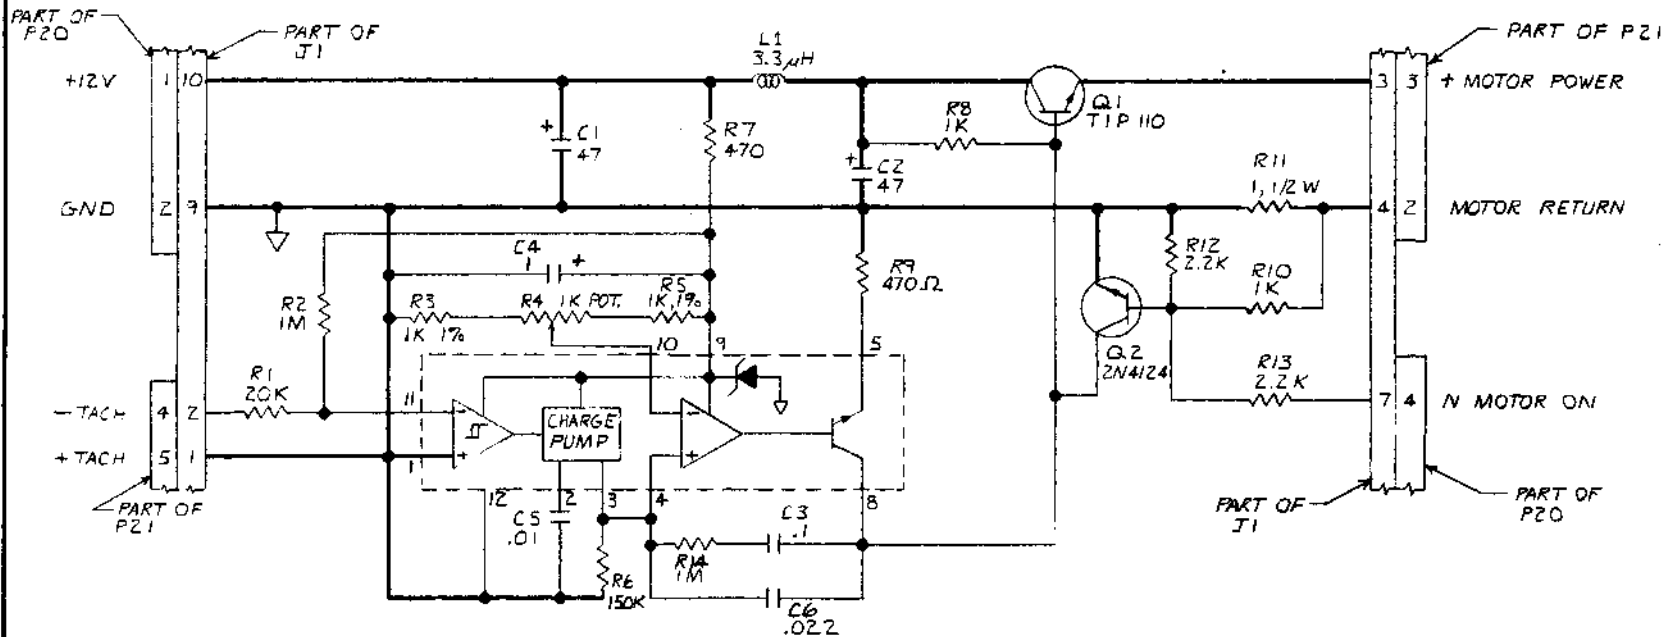 PART OF
P20
PART OF
J1
L1
3.3 µH
PART OF P21
+12V
1
10
3
3
+ MOTOR POWER
Q1
TIP 110
R8
1K
+
C1
47
R7
470
+
C2
47
R11
1, 1/2 W
GND
2
9
4
2
MOTOR RETURN
C4
1
+
R12
2.2K
R10
1K
R9
470Ω
R2
1M
R3
1K 1%
R4
1K POT.
R5
1K, 1%
10
9
5
Q2
2N4124
R13
2.2K
R1
20K
- TACH
4
2
11
-
-
CHARGE
PUMP
7
4
N MOTOR ON
+ TACH
5
1
1
+
+
12
2
3
4
8
PART OF
P21
C5
.01
R6
150K
R14
1M
C3
.1
C6
.022
PART OF
J1
PART OF
P20